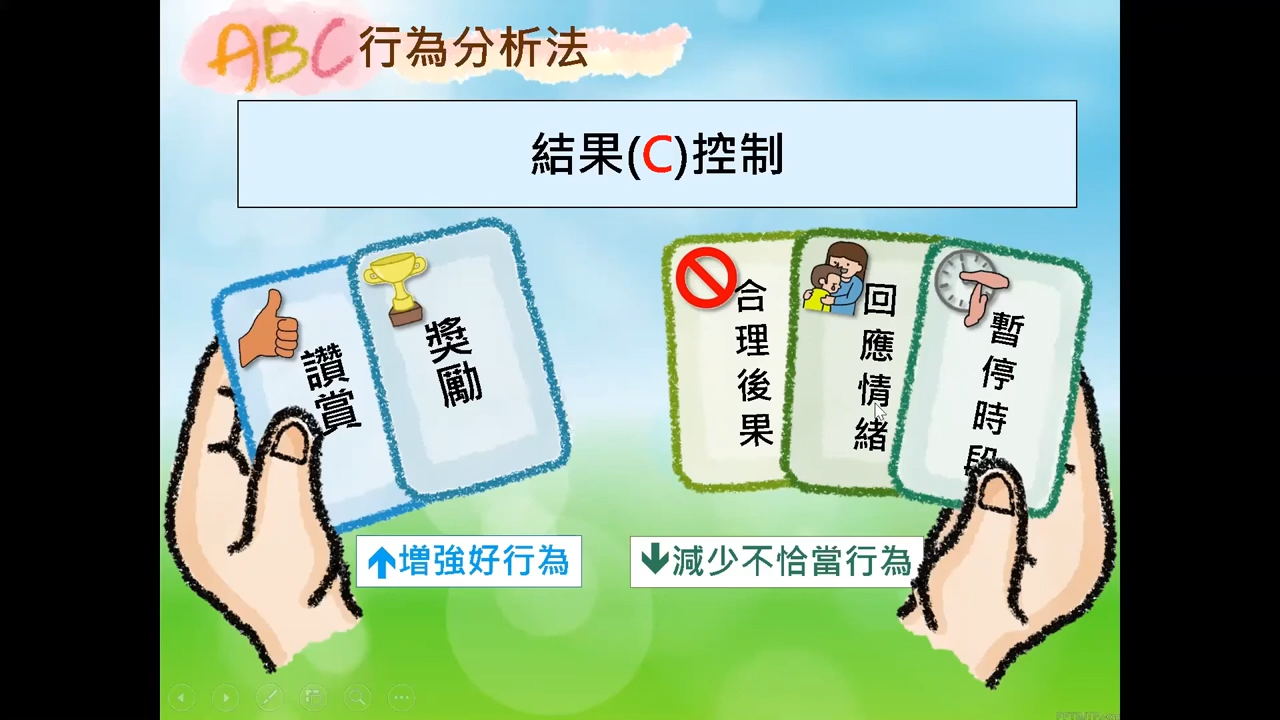 ABC行為分析法
結果(C)控制
讚賞
獎勵
合理後果
回應情緒
暫停時段
增強好行為
減少不恰當行為